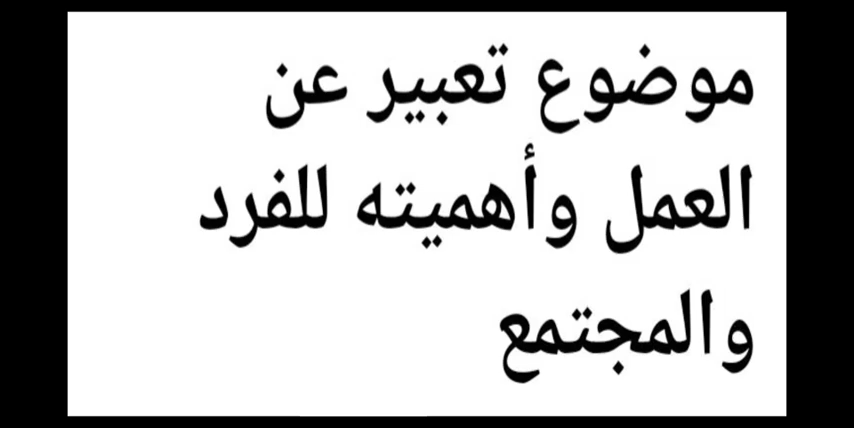 موضوع تعبير عن
العمل وأهميته للفرد
والمجتمع